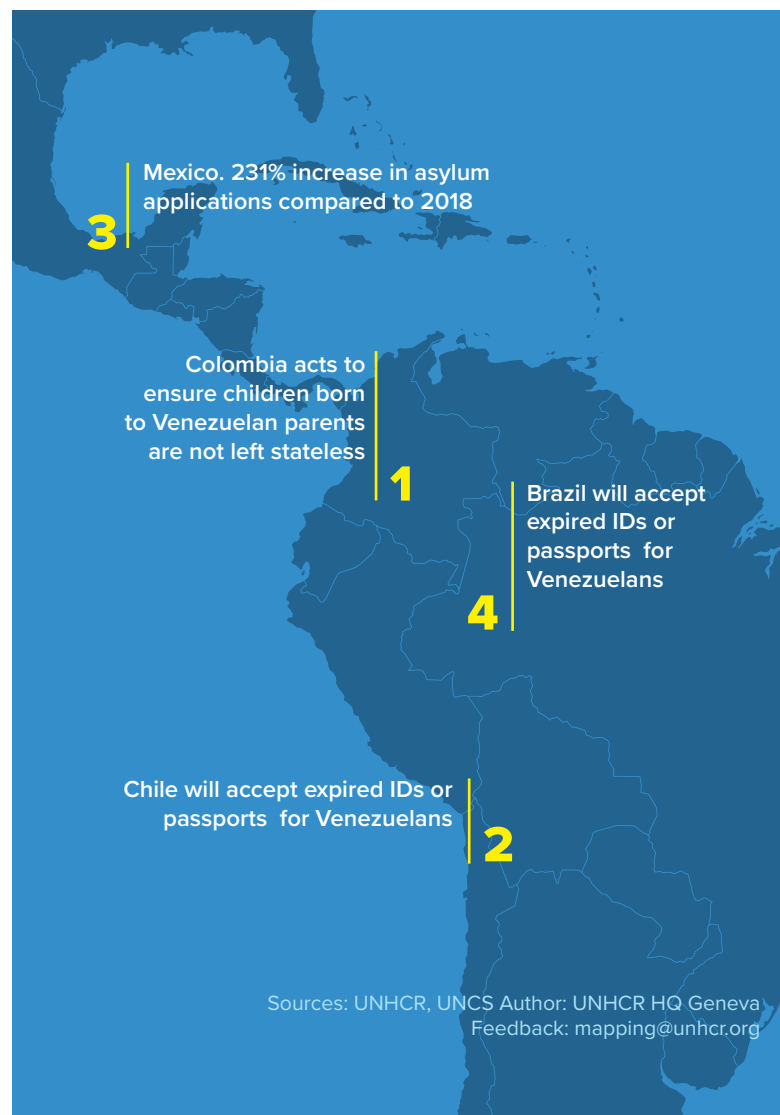 Mexico. 231% increase in asylum
applications compared to 2018
3
Colombia acts to
ensure children born
to Venezuelan parents
are not left stateless
1
Brazil will accept
expired IDs or
passports  for
Venezuelans
4
Chile will accept expired IDs or
passports  for Venezuelans
2
Sources: UNHCR, UNCS Author: UNHCR HQ Geneva
Feedback: mapping@unhcr.org